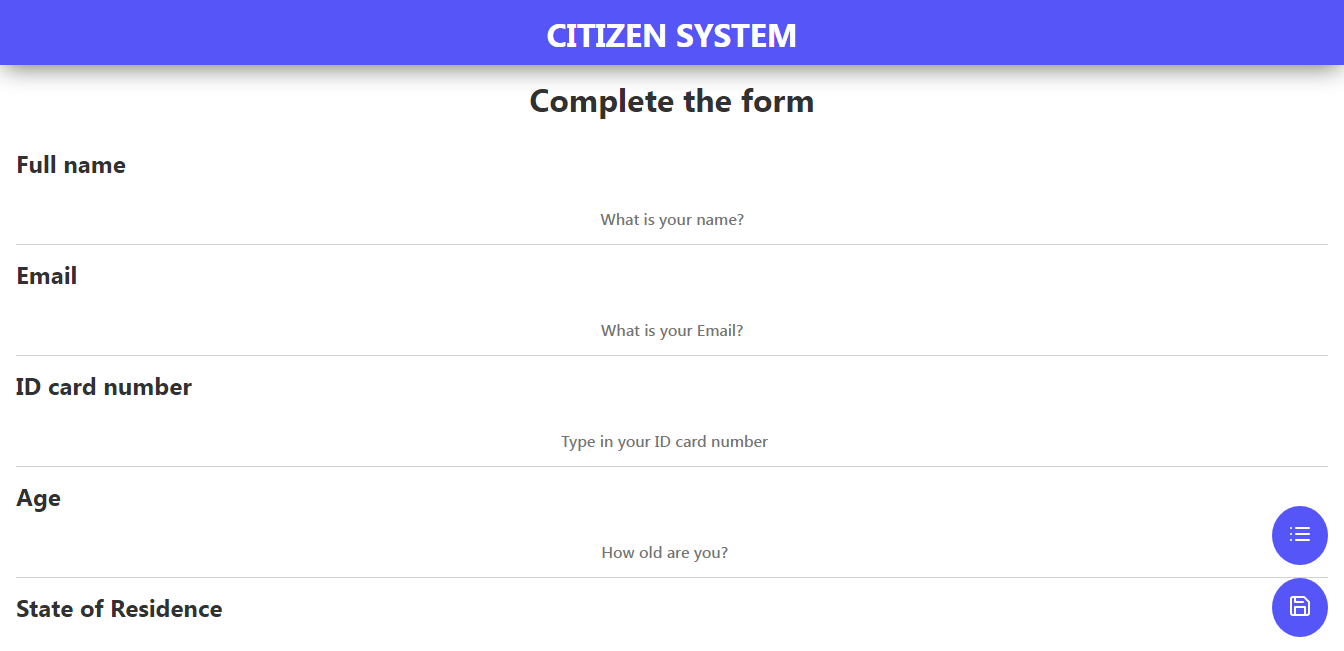 CITIZEN SYSTEM
Complete the form
Full name
What is your name?
Email
What is your Email?
ID card number
Type in your ID card number
Age
How old are you?
State of Residence